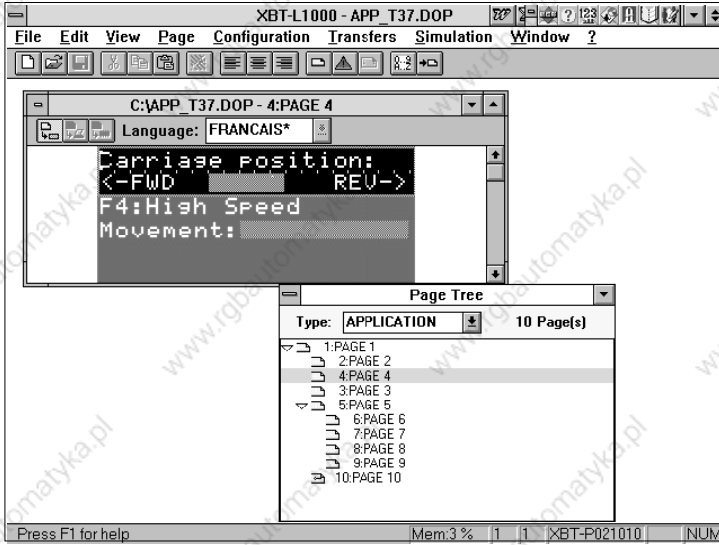 XBT-L1000 - APP_T37.DOP
File Edit View Page Configuration Transfers Simulation Window ?
C:\APP_T37.DOP - 4:PAGE 4
Language: FRANCAIS*
Carriage position:
<-FWD REV->
F4:High Speed
Movement:
Page Tree
Type: APPLICATION 10 Page(s)
1:PAGE 1
2:PAGE 2
4:PAGE 4
3:PAGE 3
5:PAGE 5
6:PAGE 6
7:PAGE 7
8:PAGE 8
9:PAGE 9
10:PAGE 10
Press F1 for help Mem:3 % 1 1 XBT-P021010 NUM
www.rgbautomatyka.pl